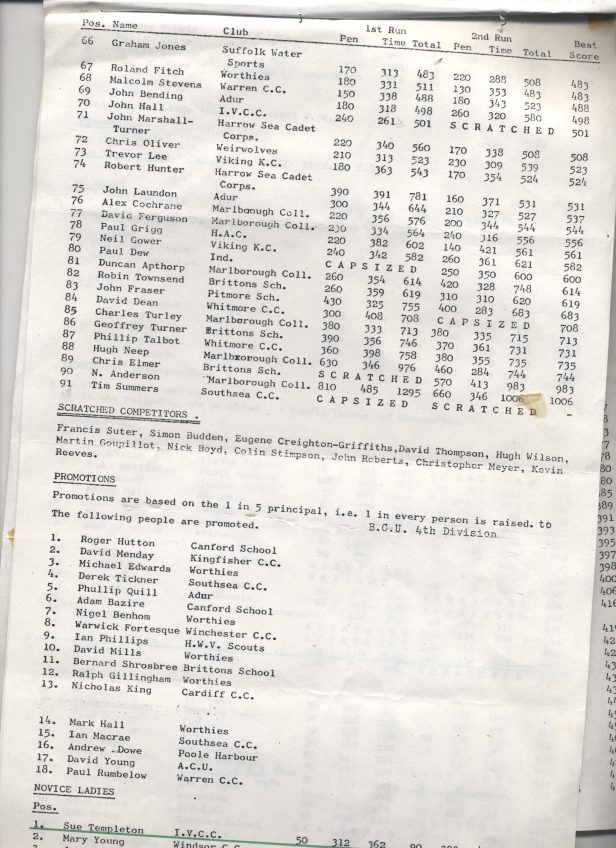 Pos. Name Club 1st Run 2nd Run Best
Pen Time Total Pen Time Total Score
66 Graham Jones Suffolk Water
Sports 170 313 483 220 288 508 483
67 Roland Fitch Worthies 180 331 511 130 353 483 483
68 Malcolm Stevens Warren C.C. 150 338 488 180 343 523 488
69 John Bending Adur 180 318 498 260 320 580 498
70 John Hall I.V.C.C. 240 261 501 S C R A T C H E D 501
71 John Marshall- Harrow Sea Cadet
Turner Corps. 220 340 560 170 338 508 508
72 Chris Oliver Weirwolves 210 313 523 230 309 539 523
73 Trevor Lee Viking K.C. 180 363 543 170 354 524 524
74 Robert Hunter Harrow Sea Cadet
Corps. 390 391 781 160 371 531 531
75 John Laundon Adur 300 344 644 210 327 527 537
76 Alex Cochrane Marlborough Coll. 220 356 576 200 344 544 544
77 David Ferguson Marlborough Coll. 230 334 564 240 316 556 556
78 Paul Grigg H.A.C. 220 382 602 140 421 561 561
79 Neil Gower Viking K.C. 240 342 582 260 361 621 582
80 Paul Dew Ind. C A P S I Z E D 250 350 600 600
81 Duncan Apthorp Marlborough Coll. 260 354 614 420 328 748 614
82 Robin Townsend Brittons Sch. 260 359 619 310 310 620 619
83 John Fraser Pitmore Sch. 430 325 755 400 283 683 683
84 David Dean Whitmore C.C. 300 408 708 C A P S I Z E D 708
85 Charles Turley Marlborough Coll. 380 333 713 380 335 715 713
86 Geoffrey Turner Brittons Sch. 390 356 746 370 361 731 731
87 Phillip Talbot Whitmore C.C. 360 398 758 380 355 735 735
88 Hugh Neep Marlborough Coll. 630 346 976 460 284 744 744
89 Chris Elmer Brittons Sch. S C R A T C H E D 570 413 983 983
90 N. Anderson Marlborough Coll. 810 485 1295 660 346 1006 1006
91 Tim Summers Southsea C.C. C A P S I Z E D S C R A T C H E D -
SCRATCHED COMPETITORS .
Francis Suter, Simon Budden, Eugene Creighton-Griffiths,David Thompson, Hugh Wilson,
Martin Goupillot, Nick Boyd, Colin Stimpson, John Roberts, Christopher Meyer, Kevin
Reeves.
PROMOTIONS
Promotions are based on the 1 in 5 principal, i.e. 1 in every person is raised. to
The following people are promoted. B.C.U. 4th Division
1. Roger Hutton Canford School
2. David Menday Kingfisher C.C.
3. Michael Edwards Worthies
4. Derek Tickner Southsea C.C.
5. Phullip Quill Adur
6. Adam Bazire Canford School
7. Nigel Benhom Worthies
8. Warwick Fortesque Winchester C.C.
9. Ian Phillips H.W.V. Scouts
10. David Mills Worthies
11. Bernard Shrosbree Brittons School
12. Ralph Gillingham Worthies
13. Nicholas King Cardiff C.C.
14. Mark Hall Worthies
15. Ian Macrae Southsea C.C.
16. Andrew Dowe Poole Harbour
17. David Young A.C.U.
18. Paul Rumbelow Warren C.C.
NOVICE LADIES
Pos.
1. Sue Templeton I.V.C.C. 50 312 362 90
2. Mary Young Windsor C.C.